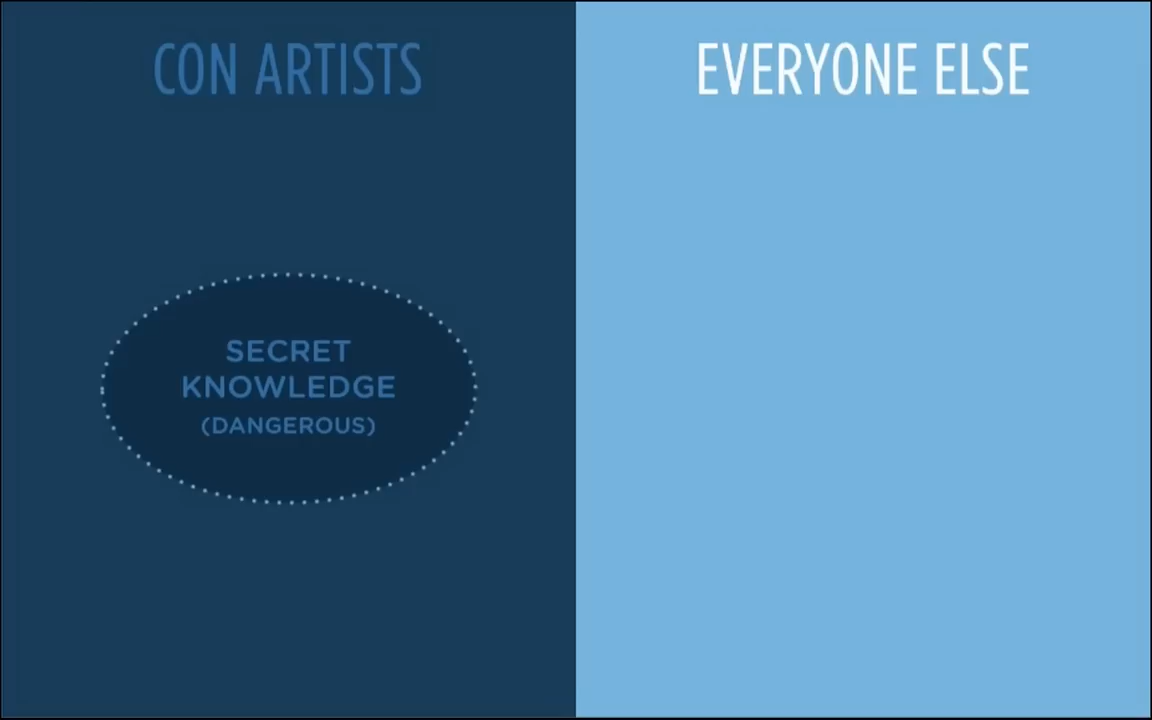 CON ARTISTS
EVERYONE ELSE
SECRET
KNOWLEDGE
(DANGEROUS)